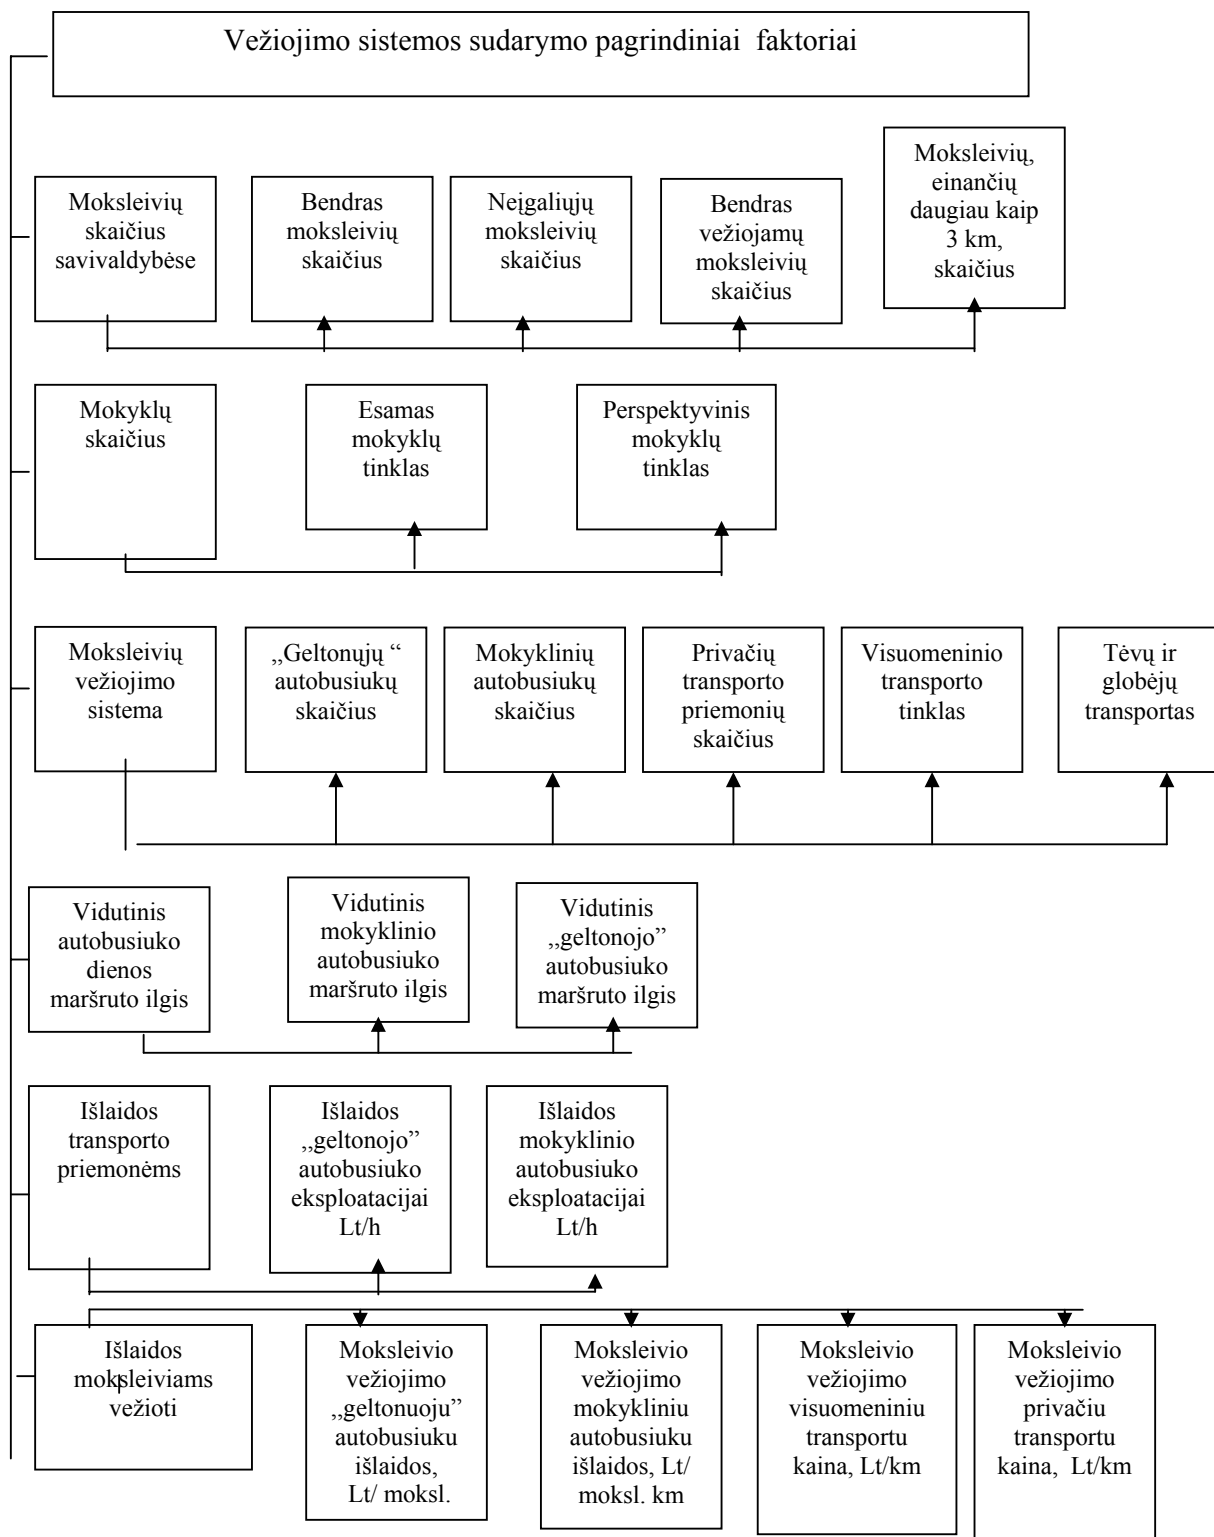 Vežiojimo sistemos sudarymo pagrindiniai faktoriai
Moksleivių
skaičius
savivaldybėse
Bendras
moksleivių
skaičius
Neįgaliųjų
moksleivių
skaičius
Bendras
vežiojamų
moksleivių
skaičius
Moksleivių,
einančių
daugiau kaip
3 km,
skaičius
Mokyklų
skaičius
Esamas
mokyklų
tinklas
Perspektyvinis
mokyklų
tinklas
Moksleivių
vežiojimo
sistema
„Geltonųjų “
autobusiukų
skaičius
Mokyklinių
autobusiukų
skaičius
Privačių
transporto
priemonių
skaičius
Visuomeninio
transporto
tinklas
Tėvų ir
globėjų
transportas
Vidutinis
autobusiuko
dienos
maršruto ilgis
Vidutinis
mokyklinio
autobusiuko
maršruto ilgis
Vidutinis
„geltonojo”
autobusiuko
maršruto ilgis
Išlaidos
transporto
priemonėms
Išlaidos
„geltonojo”
autobusiuko
eksploatacijai
Lt/h
Išlaidos
mokyklinio
autobusiuko
eksploatacijai
Lt/h
Išlaidos
moksleiviams
vežioti
Moksleivio
vežiojimo
„geltonuoju”
autobusiuku
išlaidos,
Lt/ moksl.
Moksleivio
vežiojimo
mokykliniu
autobusiuku
išlaidos, Lt/
moksl. km
Moksleivio
vežiojimo
visuomeniniu
transportu
kaina, Lt/km
Moksleivio
vežiojimo
privačiu
transportu
kaina, Lt/km